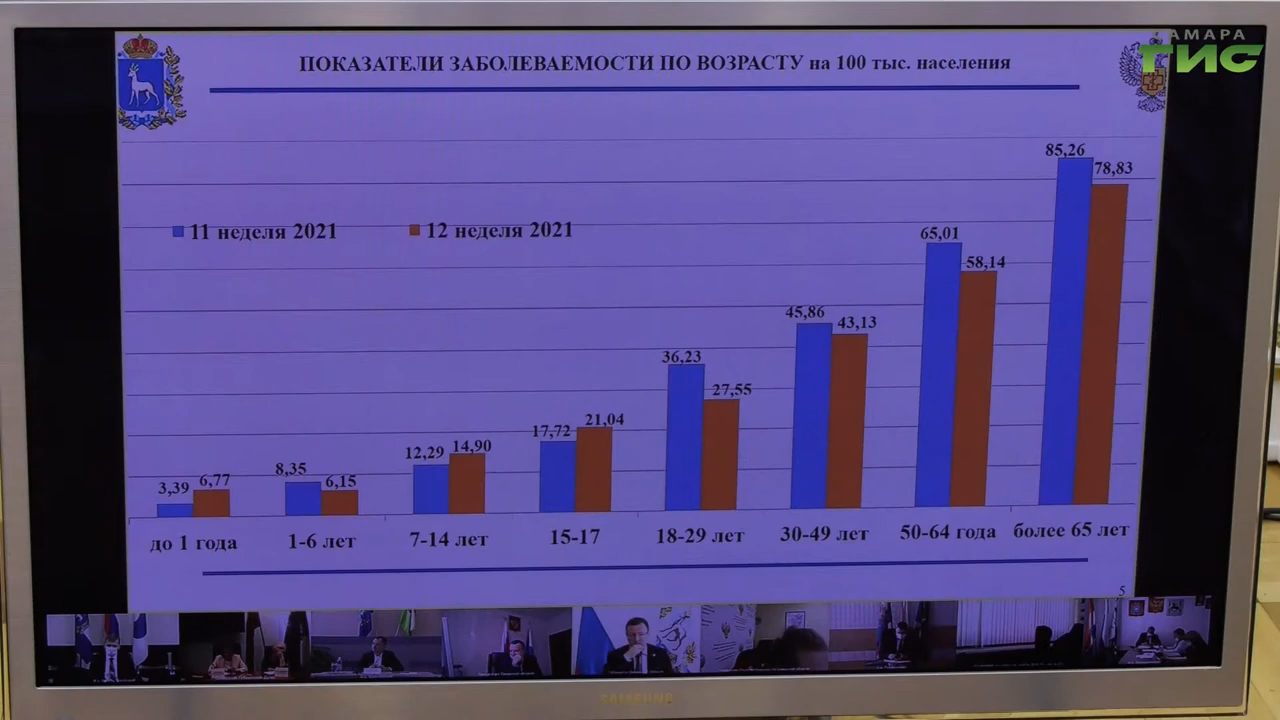 САМАРА
ГИС
ПОКАЗАТЕЛИ ЗАБОЛЕВАЕМОСТИ ПО ВОЗРАСТУ на 100 тыс. населения
11 неделя 2021 12 неделя 2021
3,39 6,77 8,35 6,15 12,29 14,90 17,72 21,04 36,23 27,55 45,86 43,13 65,01 58,14 85,26 78,83
до 1 года 1-6 лет 7-14 лет 15-17 18-29 лет 30-49 лет 50-64 года более 65 лет
5
SAMSUNG